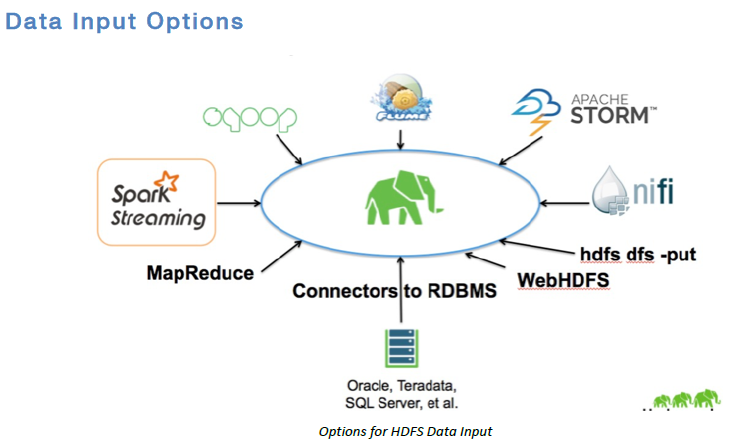 Data Input Options
sqoop
FLUME
APACHE
STORM™
Spark
Streaming
nifi
hdfs dfs -put
MapReduce
WebHDFS
Connectors to RDBMS
Oracle, Teradata,
SQL Server, et al.
Options for HDFS Data Input